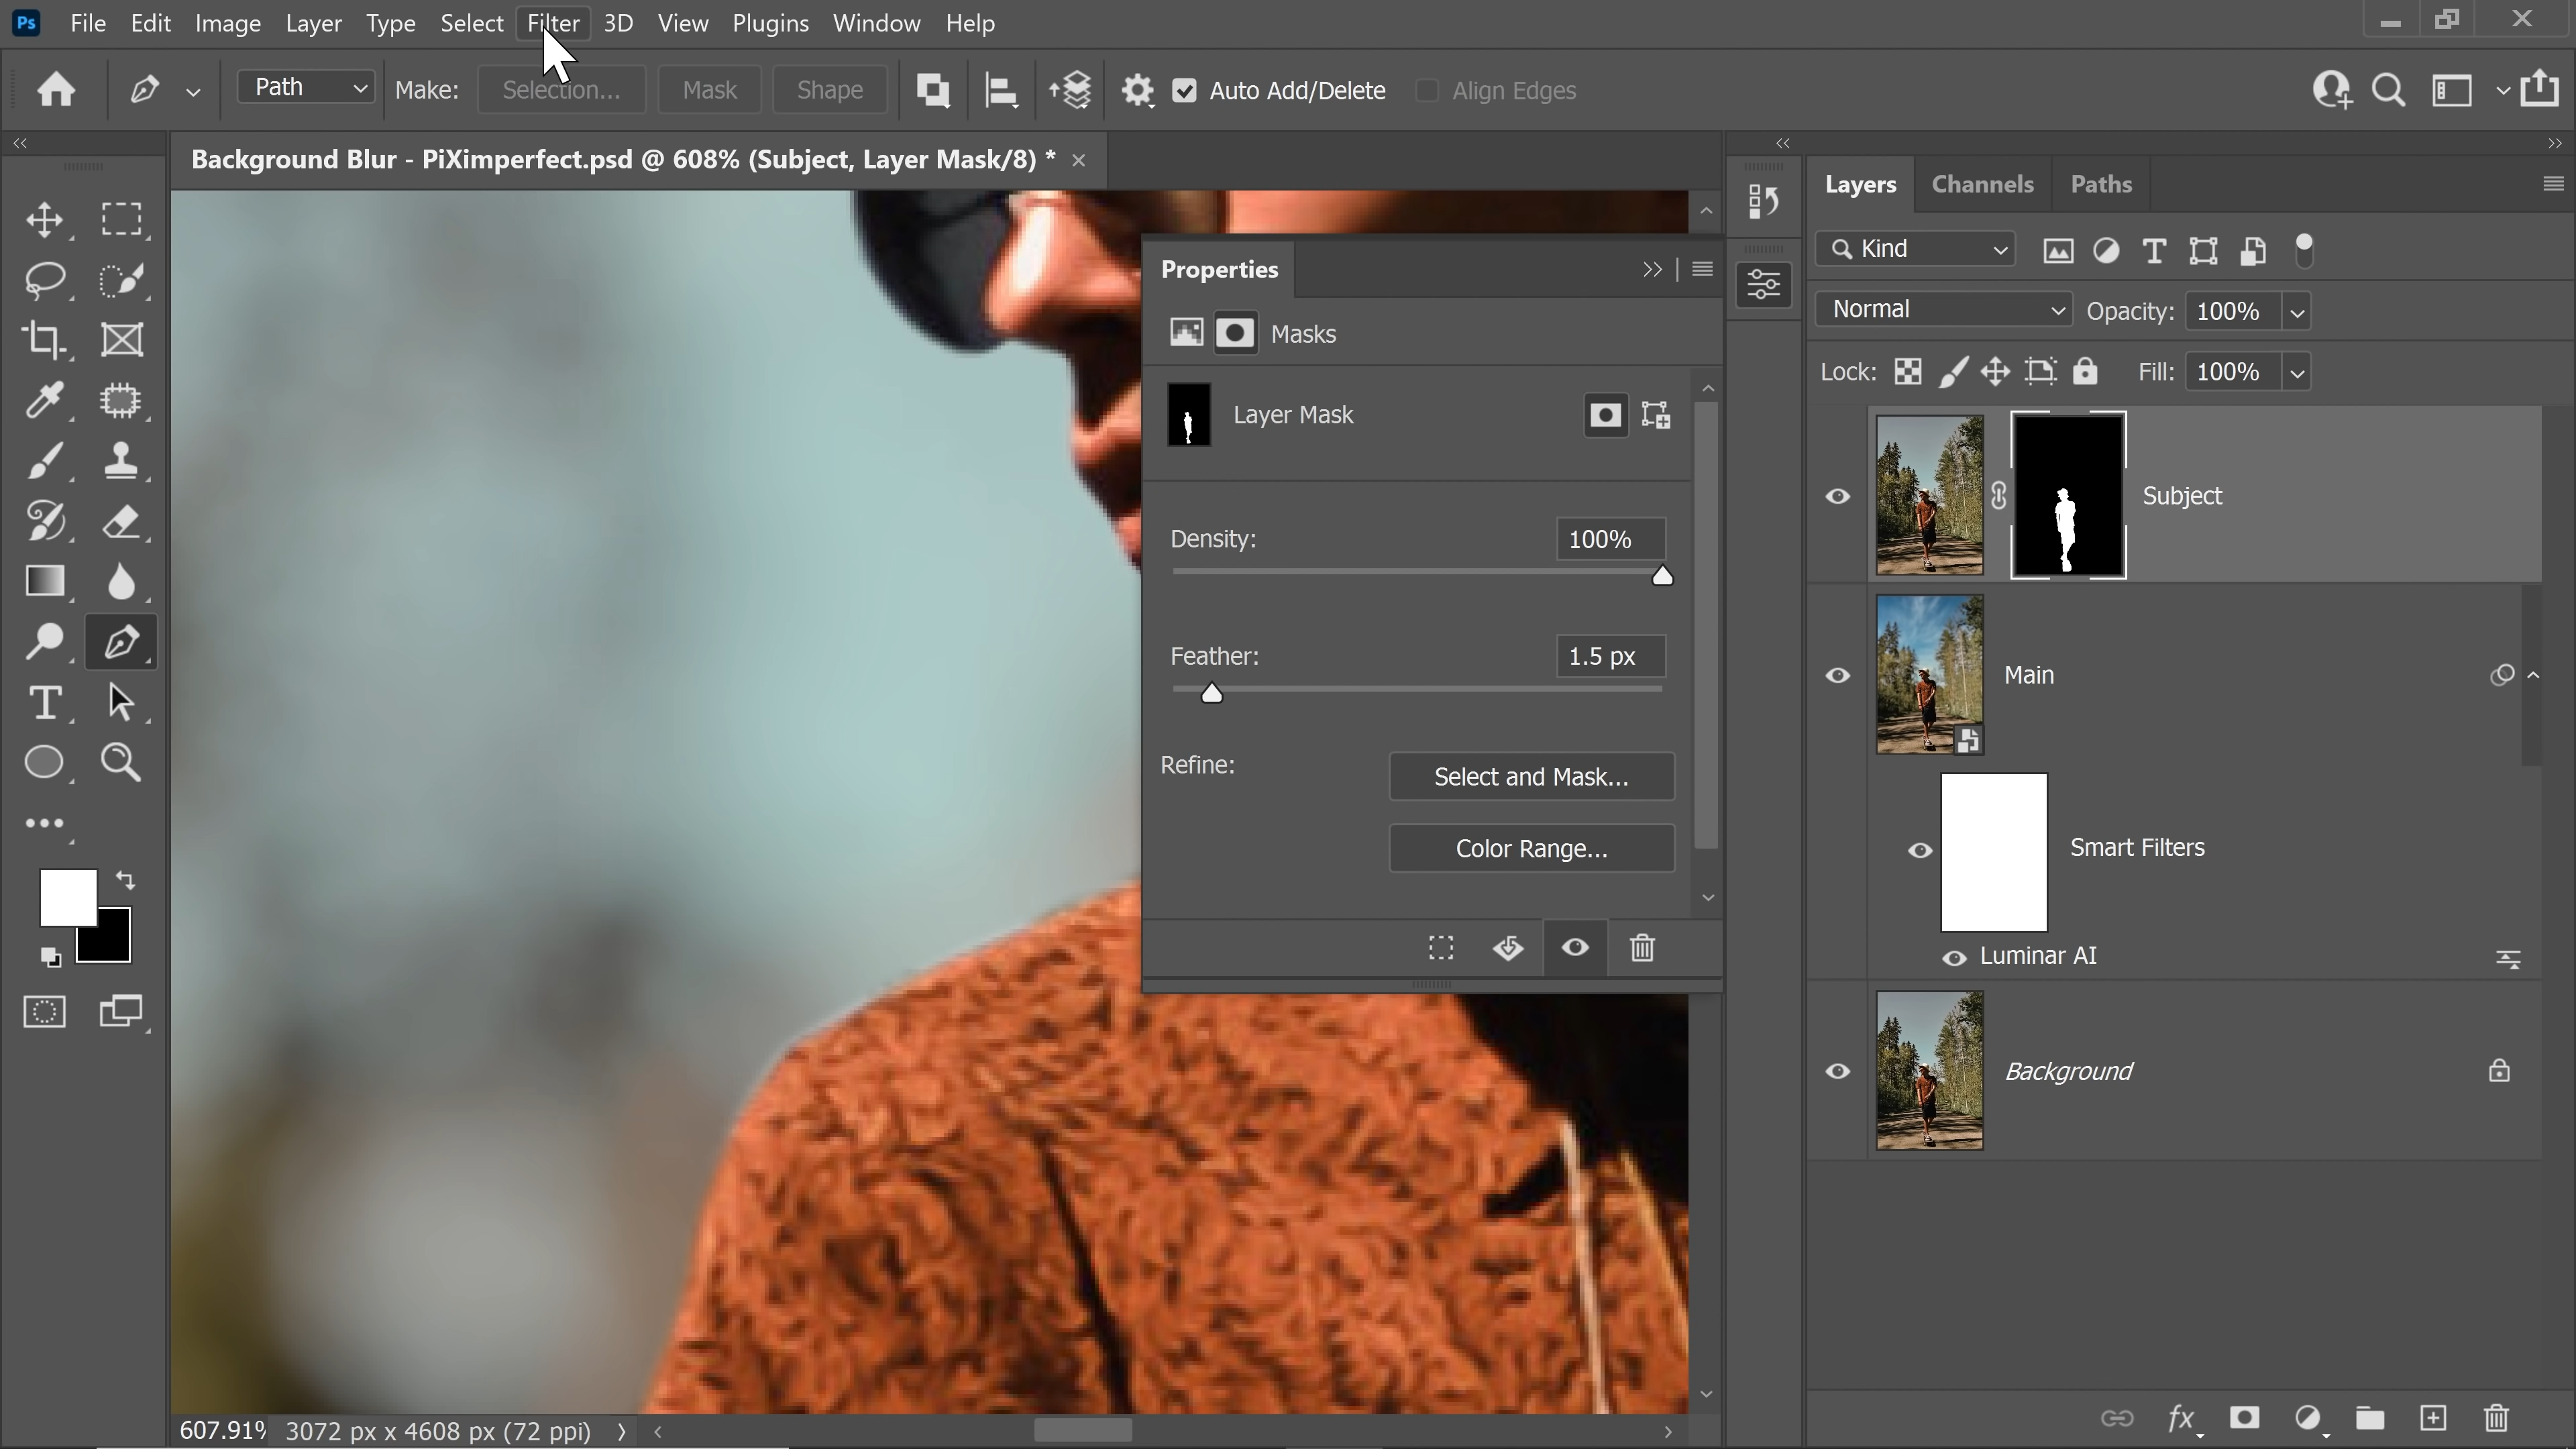 Ps File Edit Image Layer Type Select Filter 3D View Plugins Window Help
Path Make: Selection... Mask Shape Auto Add/Delete Align Edges
Background Blur - PiXimperfect.psd @ 608% (Subject, Layer Mask/8) *
Properties
Masks
Layer Mask
Density: 100%
Feather: 1.5 px
Refine: Select and Mask...
Color Range...
Layers Channels Paths
Kind
Normal Opacity: 100%
Lock: Fill: 100%
Subject
Main
Smart Filters
Luminar AI
Background
fx
607.91% 3072 px x 4608 px (72 ppi)